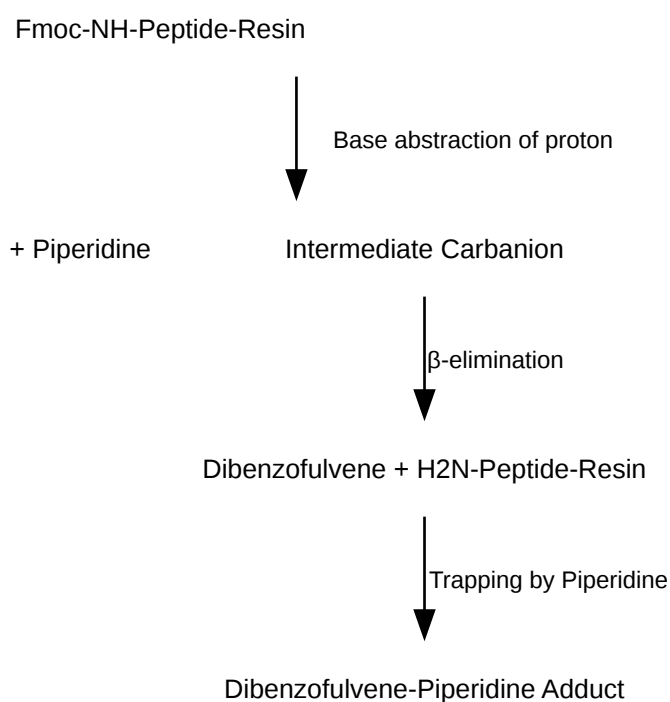 Fmoc-NH-Peptide-Resin
Base abstraction of proton
+ Piperidine
Intermediate Carbanion
β-elimination
Dibenzofulvene + H2N-Peptide-Resin
Trapping by Piperidine
Dibenzofulvene-Piperidine Adduct